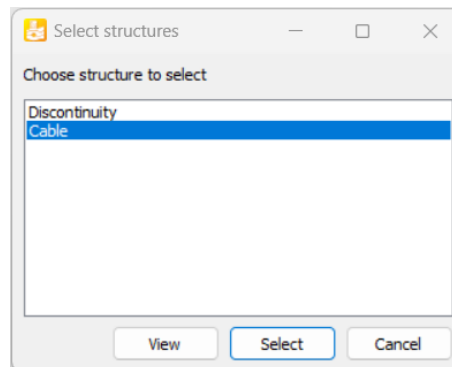 Select structures
Choose structure to select
Discontinuity
Cable
View Select Cancel